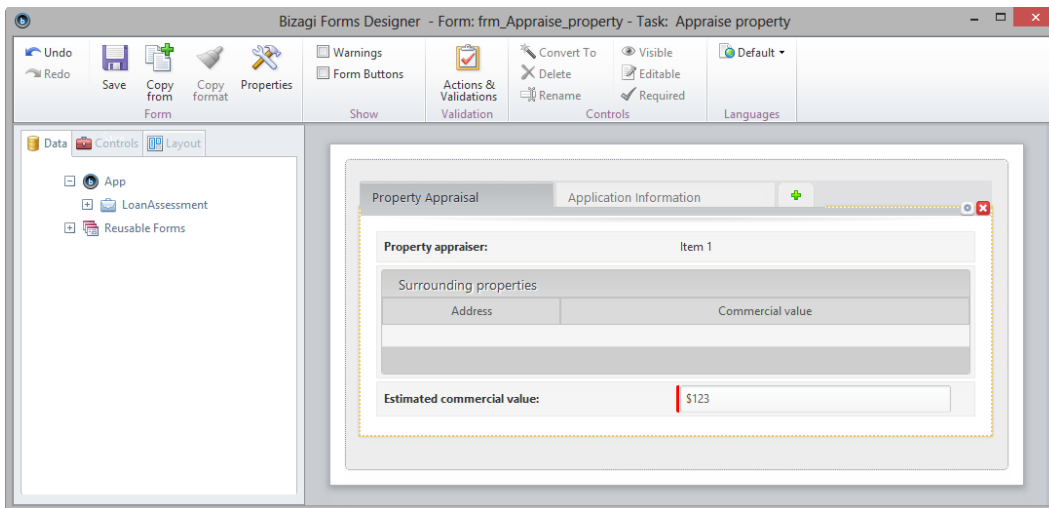 Bizagi Forms Designer - Form: frm_Appraise_property - Task: Appraise property
Undo
Redo
Save
Copy from
Copy format
Properties
Form
Warnings
Form Buttons
Show
Actions & Validations
Validation
Convert To
Delete
Rename
Visible
Editable
Required
Controls
Default
Languages
Data
Controls
Layout
App
LoanAssessment
Reusable Forms
Property Appraisal
Application Information
Property appraiser:
Item 1
Surrounding properties
Address
Commercial value
Estimated commercial value:
$123